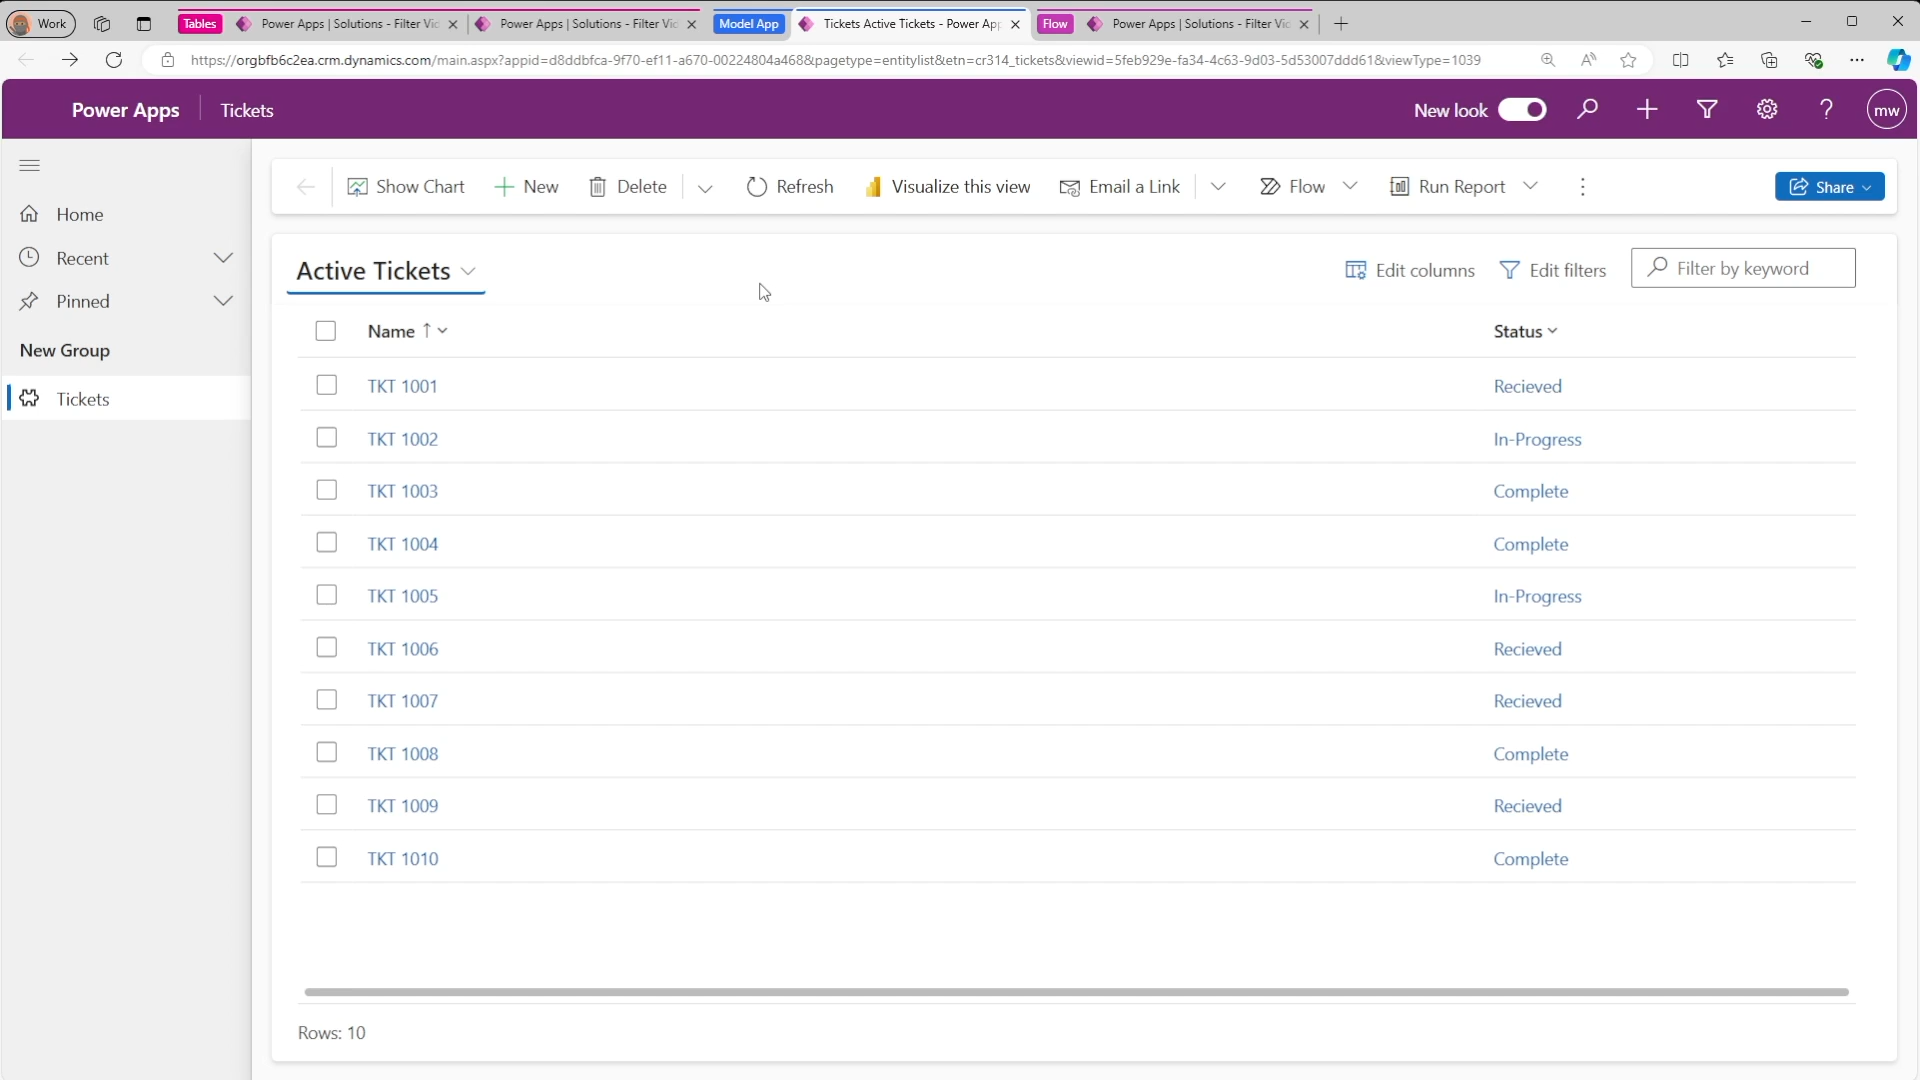 Work
Tables
Power Apps | Solutions - Filter Vic
Power Apps | Solutions - Filter Vic
Model App
Tickets Active Tickets - Power App
Flow
Power Apps | Solutions - Filter Vic
https://orgbfb6c2ea.crm.dynamics.com/main.aspx?appid=d8ddbfca-9f70-ef11-a670-00224804a468&pagetype=entitylist&etn=cr314_tickets&viewid=5feb929e-fa34-4c63-9d03-5d53007ddd61&viewType=1039
Power Apps
Tickets
New look
mw
Show Chart
New
Delete
Refresh
Visualize this view
Email a Link
Flow
Run Report
Share
Home
Recent
Pinned
New Group
Tickets
Active Tickets
Edit columns
Edit filters
Filter by keyword
Name
Status
TKT 1001 Recieved
TKT 1002 In-Progress
TKT 1003 Complete
TKT 1004 Complete
TKT 1005 In-Progress
TKT 1006 Recieved
TKT 1007 Recieved
TKT 1008 Complete
TKT 1009 Recieved
TKT 1010 Complete
Rows: 10